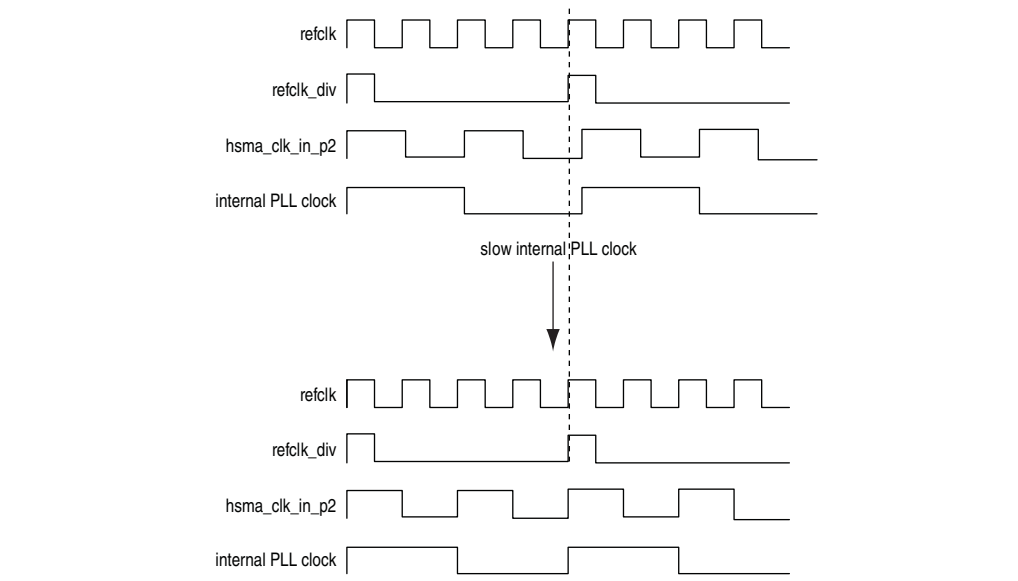 refclk
refclk_div
hsma_clk_in_p2
internal PLL clock
slow internal PLL clock
refclk
refclk_div
hsma_clk_in_p2
internal PLL clock